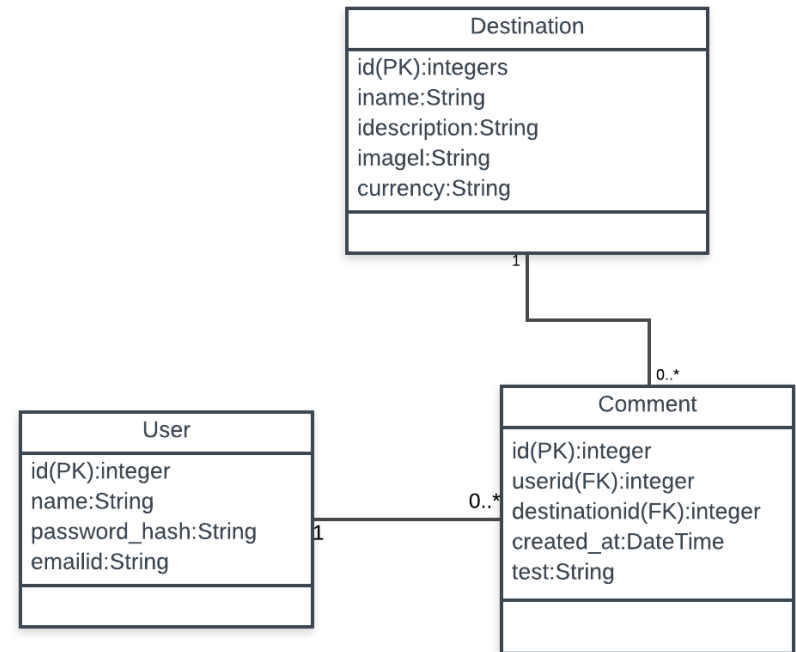 Destination
id(PK):integers
iname:String
idescription:String
imagel:String
currency:String
1
0..*
Comment
id(PK):integer
userid(FK):integer
destinationid(FK):integer
created_at:DateTime
test:String
User
id(PK):integer
name:String
password_hash:String
emailid:String
1
0..*